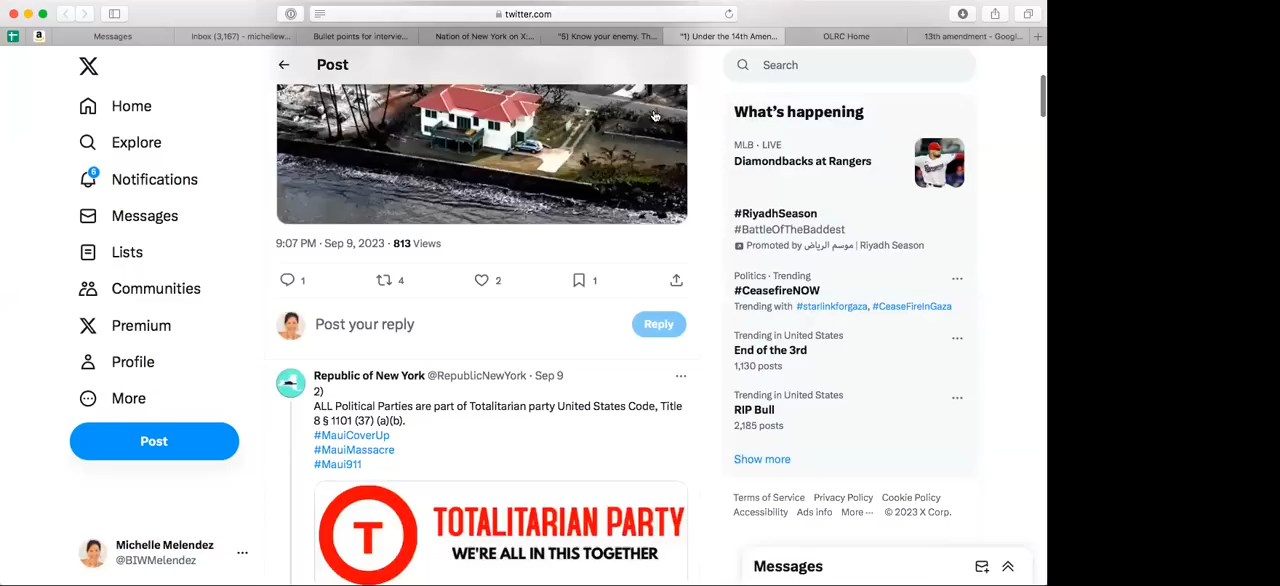 twitter.com
Messages
Inbox (3,167) - michellew...
Bullet points for intervie...
Nation of New York on X:...
"5) Know your enemy. Th...
"1) Under the 14th Amen...
OLRC Home
13th amendment - Googl...
Home
Explore
6
Notifications
Messages
Lists
Communities
Premium
Profile
More
Post
Michelle Melendez
@BIWMelendez
Post
9:07 PM · Sep 9, 2023 · 813 Views
1
4
2
1
Post your reply
Reply
Republic of New York @RepublicNewYork · Sep 9
2)
ALL Political Parties are part of Totalitarian party United States Code, Title
8 § 1101 (37) (a)(b).
#MauiCoverUp
#MauiMassacre
#Maui911
T
TOTALITARIAN PARTY
WE'RE ALL IN THIS TOGETHER
Search
What's happening
MLB · LIVE
Diamondbacks at Rangers
#RiyadhSeason
#BattleOfTheBaddest
Promoted by موسم الرياض | Riyadh Season
Politics · Trending
#CeasefireNOW
Trending with #starlinkforgaza, #CeaseFireInGaza
Trending in United States
End of the 3rd
1,130 posts
Trending in United States
RIP Bull
2,185 posts
Show more
Terms of Service Privacy Policy Cookie Policy
Accessibility Ads info More ··· © 2023 X Corp.
Messages